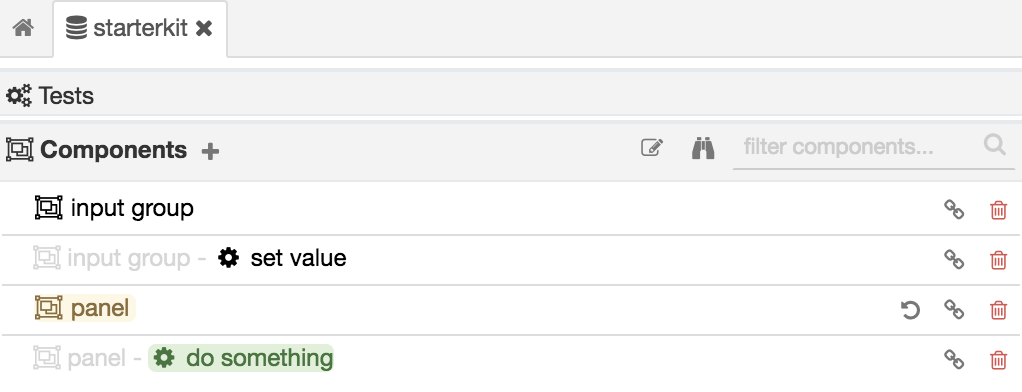 starterkit
Tests
Components
filter components...
input group
input group - set value
panel
panel - do something